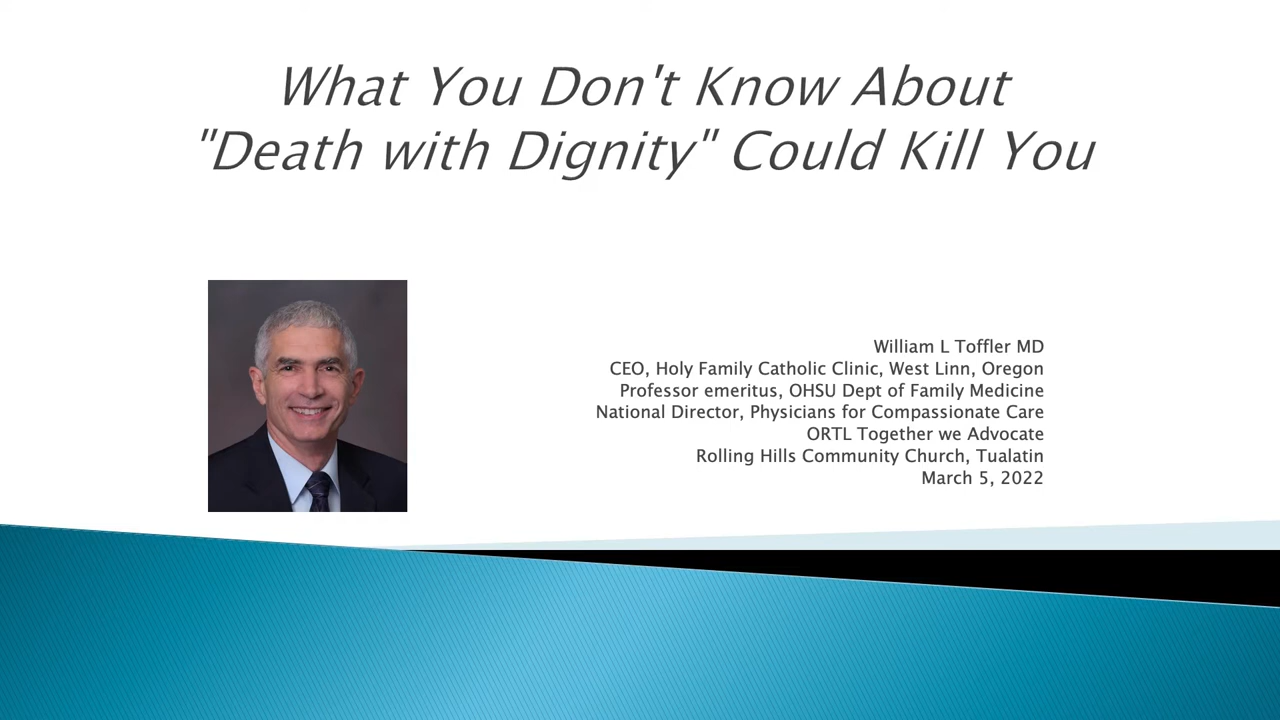 What You Don't Know About
"Death with Dignity" Could Kill You
William L Toffler MD
CEO, Holy Family Catholic Clinic, West Linn, Oregon
Professor emeritus, OHSU Dept of Family Medicine
National Director, Physicians for Compassionate Care
ORTL Together we Advocate
Rolling Hills Community Church, Tualatin
March 5, 2022